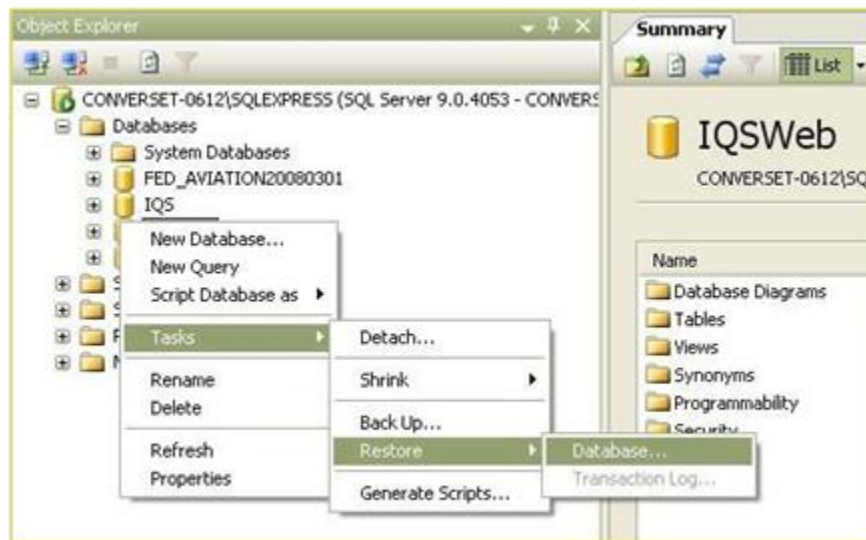 Object Explorer
CONVERSET-0612\SQLEXPRESS (SQL Server 9.0.4053 - CONVERS
Databases
System Databases
FED_AVIATION20080301
IQS
New Database...
New Query
Script Database as
Tasks
Rename
Delete
Refresh
Properties
Detach...
Shrink
Back Up...
Restore
Generate Scripts...
Database...
Transaction Log...
Summary
List
IQSWeb
CONVERSET-0612\SQ
Name
Database Diagrams
Tables
Views
Synonyms
Programmability
Security